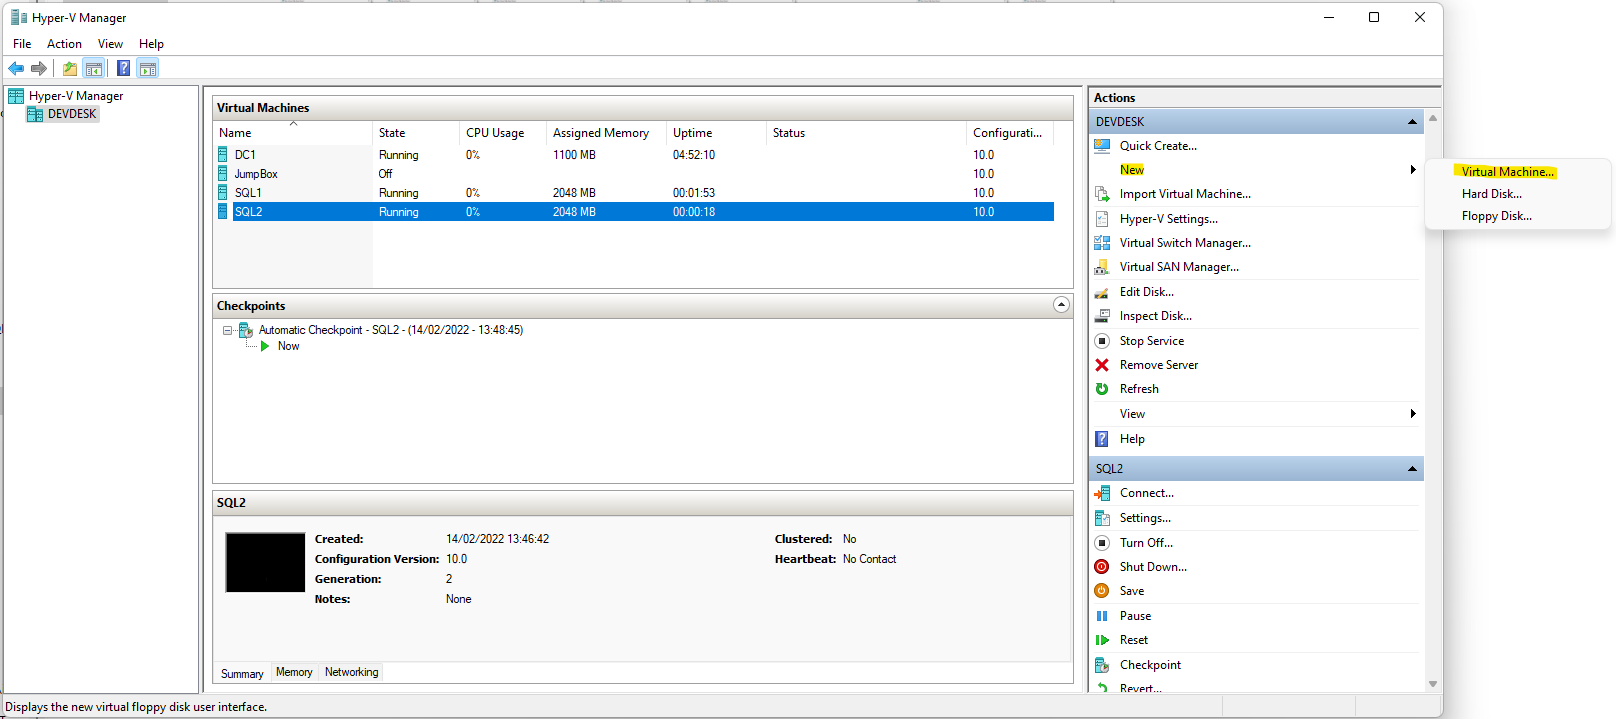 Hyper-V Manager
File Action View Help
Hyper-V Manager
DEVDESK
Virtual Machines
Name State CPU Usage Assigned Memory Uptime Status Configurati...
DC1 Running 0% 1100 MB 04:52:10 10.0
JumpBox Off 10.0
SQL1 Running 0% 2048 MB 00:01:53 10.0
SQL2 Running 0% 2048 MB 00:00:18 10.0
Checkpoints
Automatic Checkpoint - SQL2 - (14/02/2022 - 13:48:45)
Now
SQL2
Created: 14/02/2022 13:46:42 Clustered: No
Configuration Version: 10.0 Heartbeat: No Contact
Generation: 2
Notes: None
Summary Memory Networking
Actions
DEVDESK
Quick Create...
New
Import Virtual Machine...
Hyper-V Settings...
Virtual Switch Manager...
Virtual SAN Manager...
Edit Disk...
Inspect Disk...
Stop Service
Remove Server
Refresh
View
Help
SQL2
Connect...
Settings...
Turn Off...
Shut Down...
Save
Pause
Reset
Checkpoint
Revert...
Virtual Machine...
Hard Disk...
Floppy Disk...
Displays the new virtual floppy disk user interface.